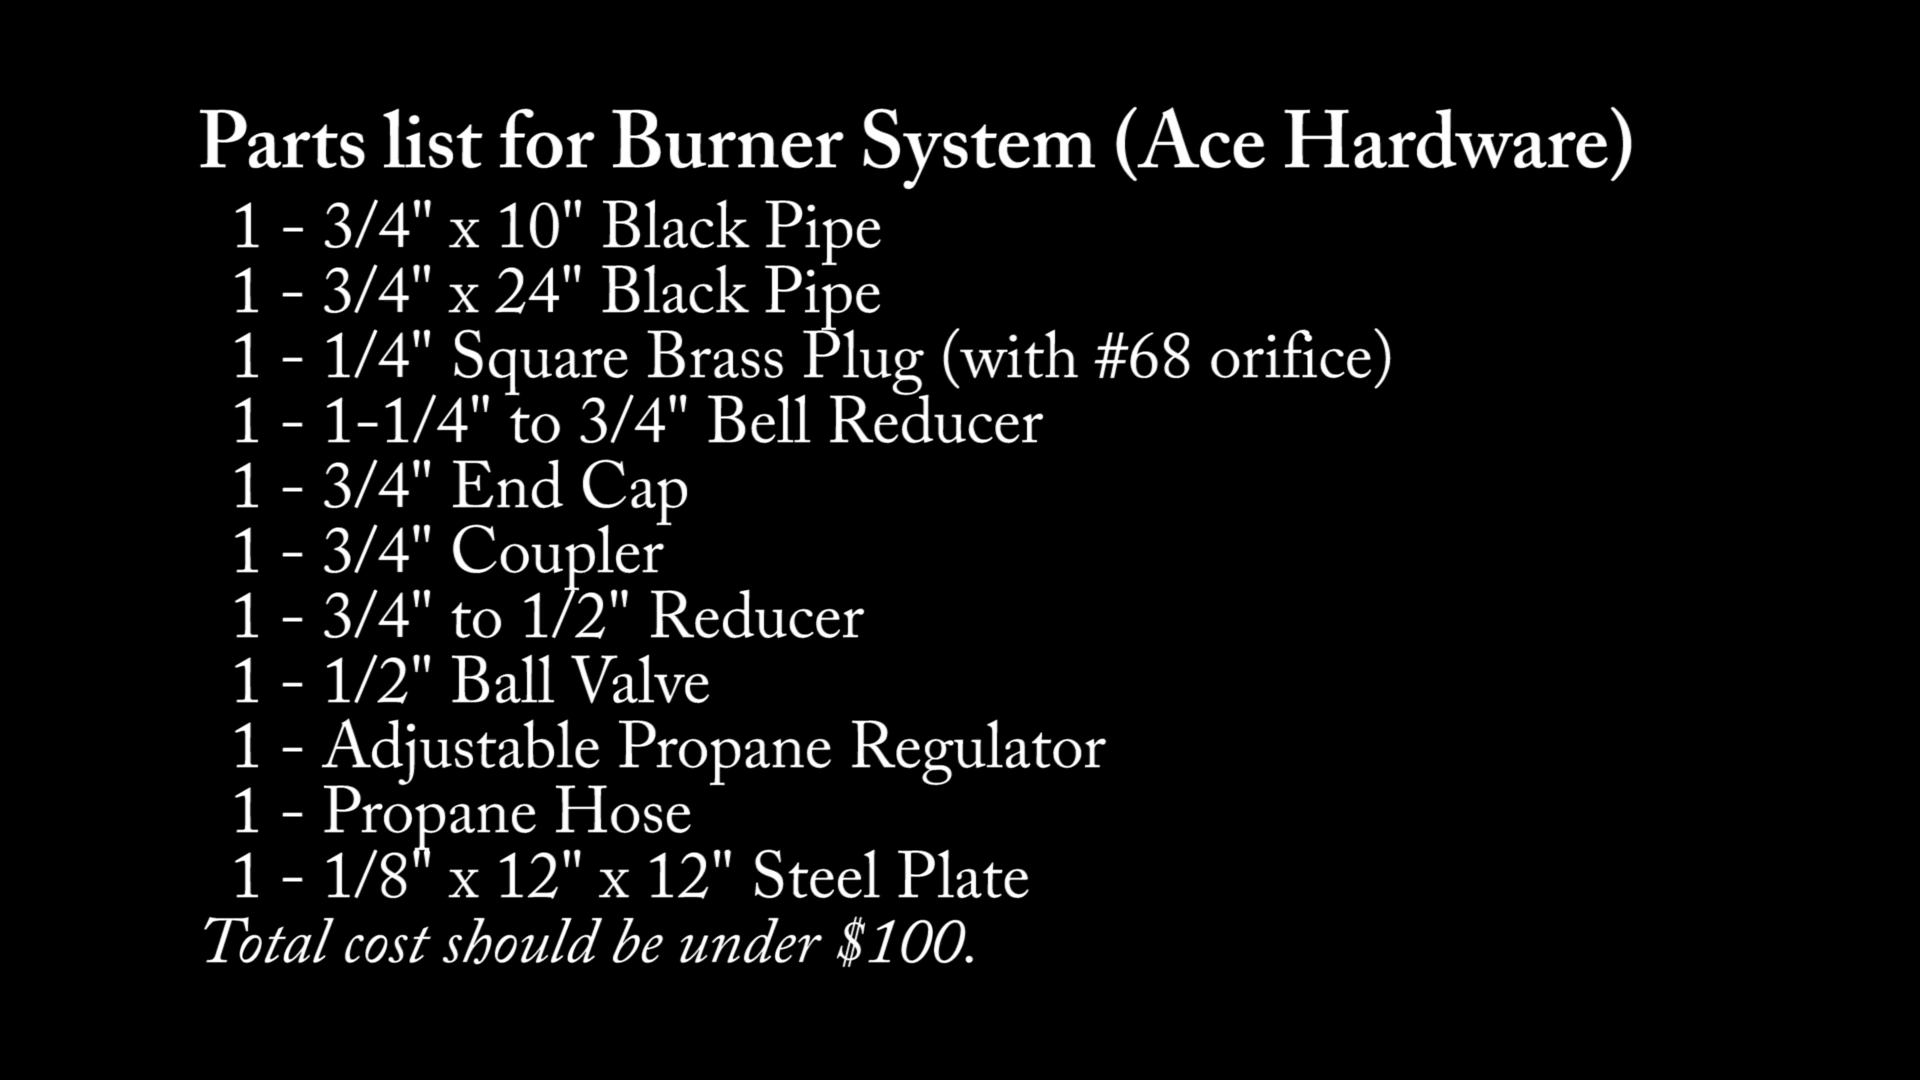 Parts list for Burner System (Ace Hardware)
1 - 3/4" x 10" Black Pipe
1 - 3/4" x 24" Black Pipe
1 - 1/4" Square Brass Plug (with #68 orifice)
1 - 1-1/4" to 3/4" Bell Reducer
1 - 3/4" End Cap
1 - 3/4" Coupler
1 - 3/4" to 1/2" Reducer
1 - 1/2" Ball Valve
1 - Adjustable Propane Regulator
1 - Propane Hose
1 - 1/8" x 12" x 12" Steel Plate
Total cost should be under $100.